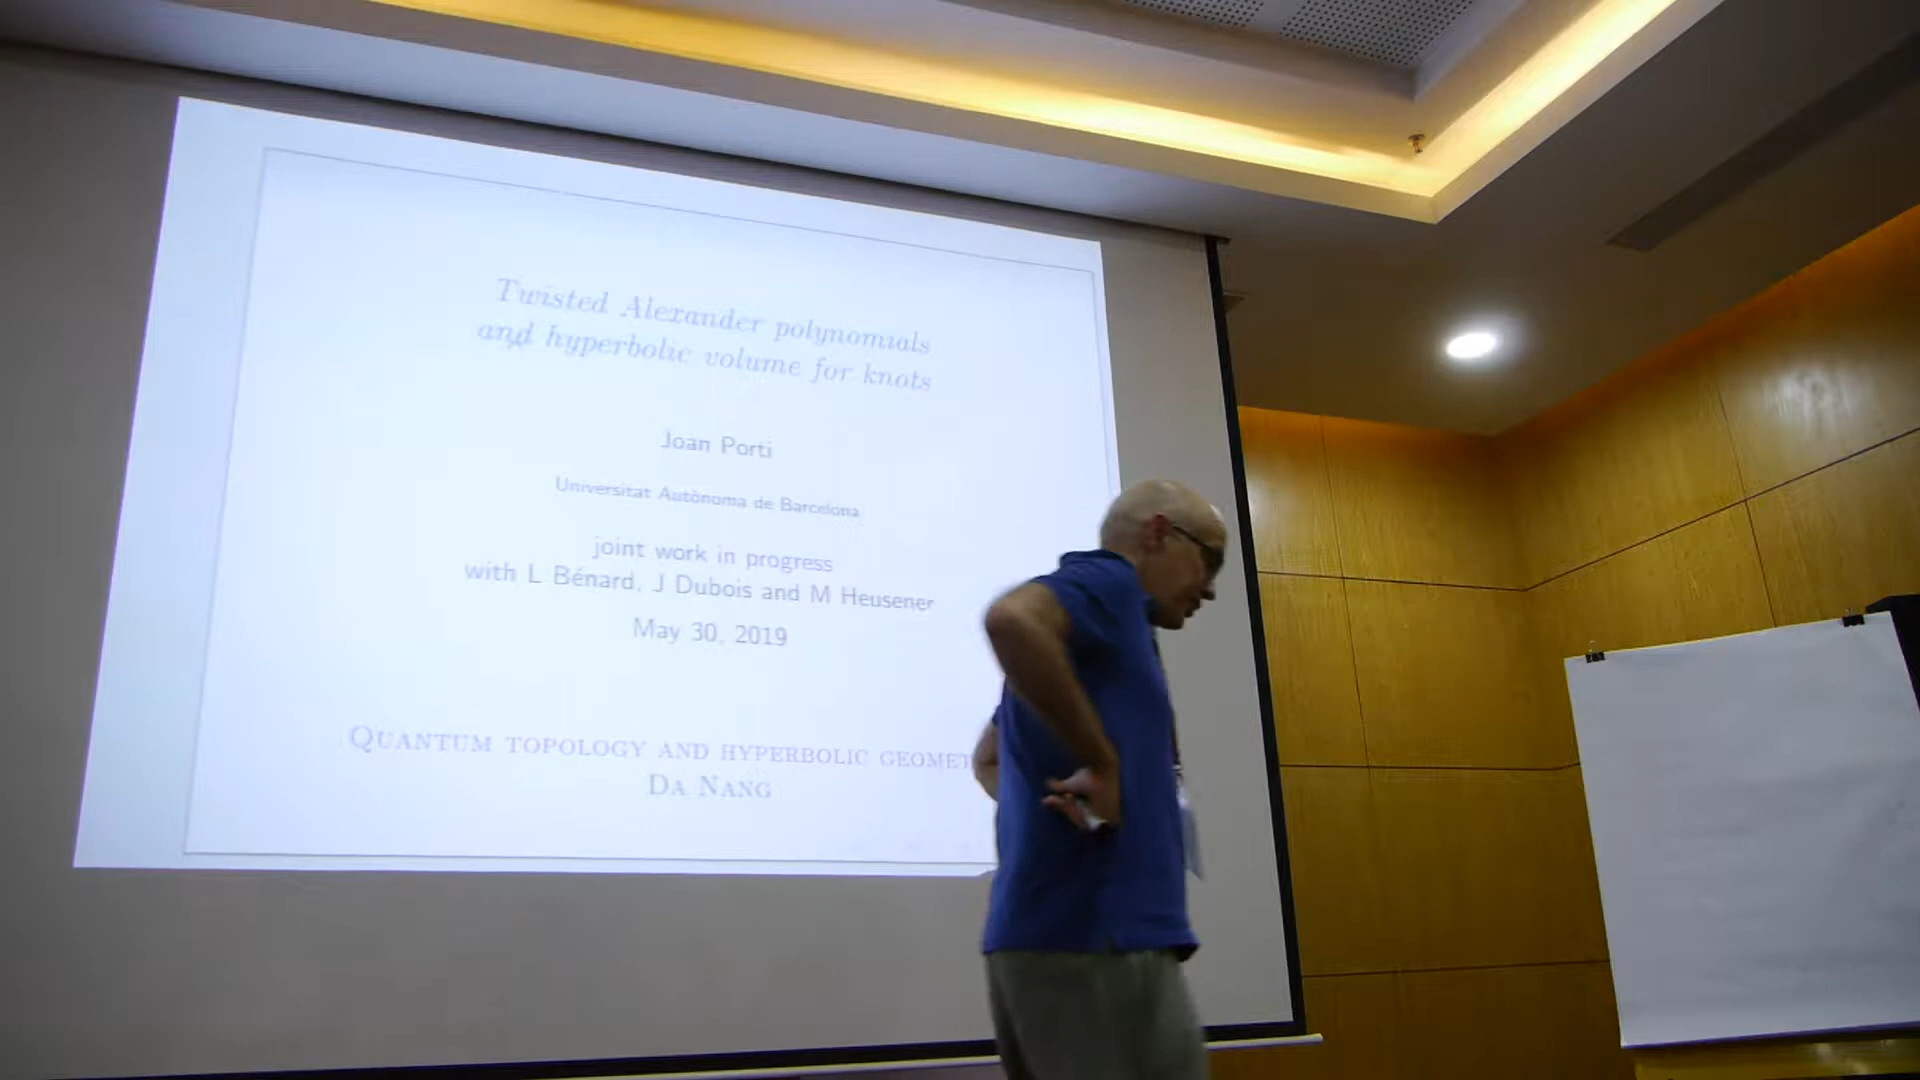 Twisted Alexander polynomials
and hyperbolic volume for knots
Joan Porti
Universitat Autònoma de Barcelona
joint work in progress
with L Bénard, J Dubois and M Heusener
May 30, 2019
QUANTUM TOPOLOGY AND HYPERBOLIC
DA NANG